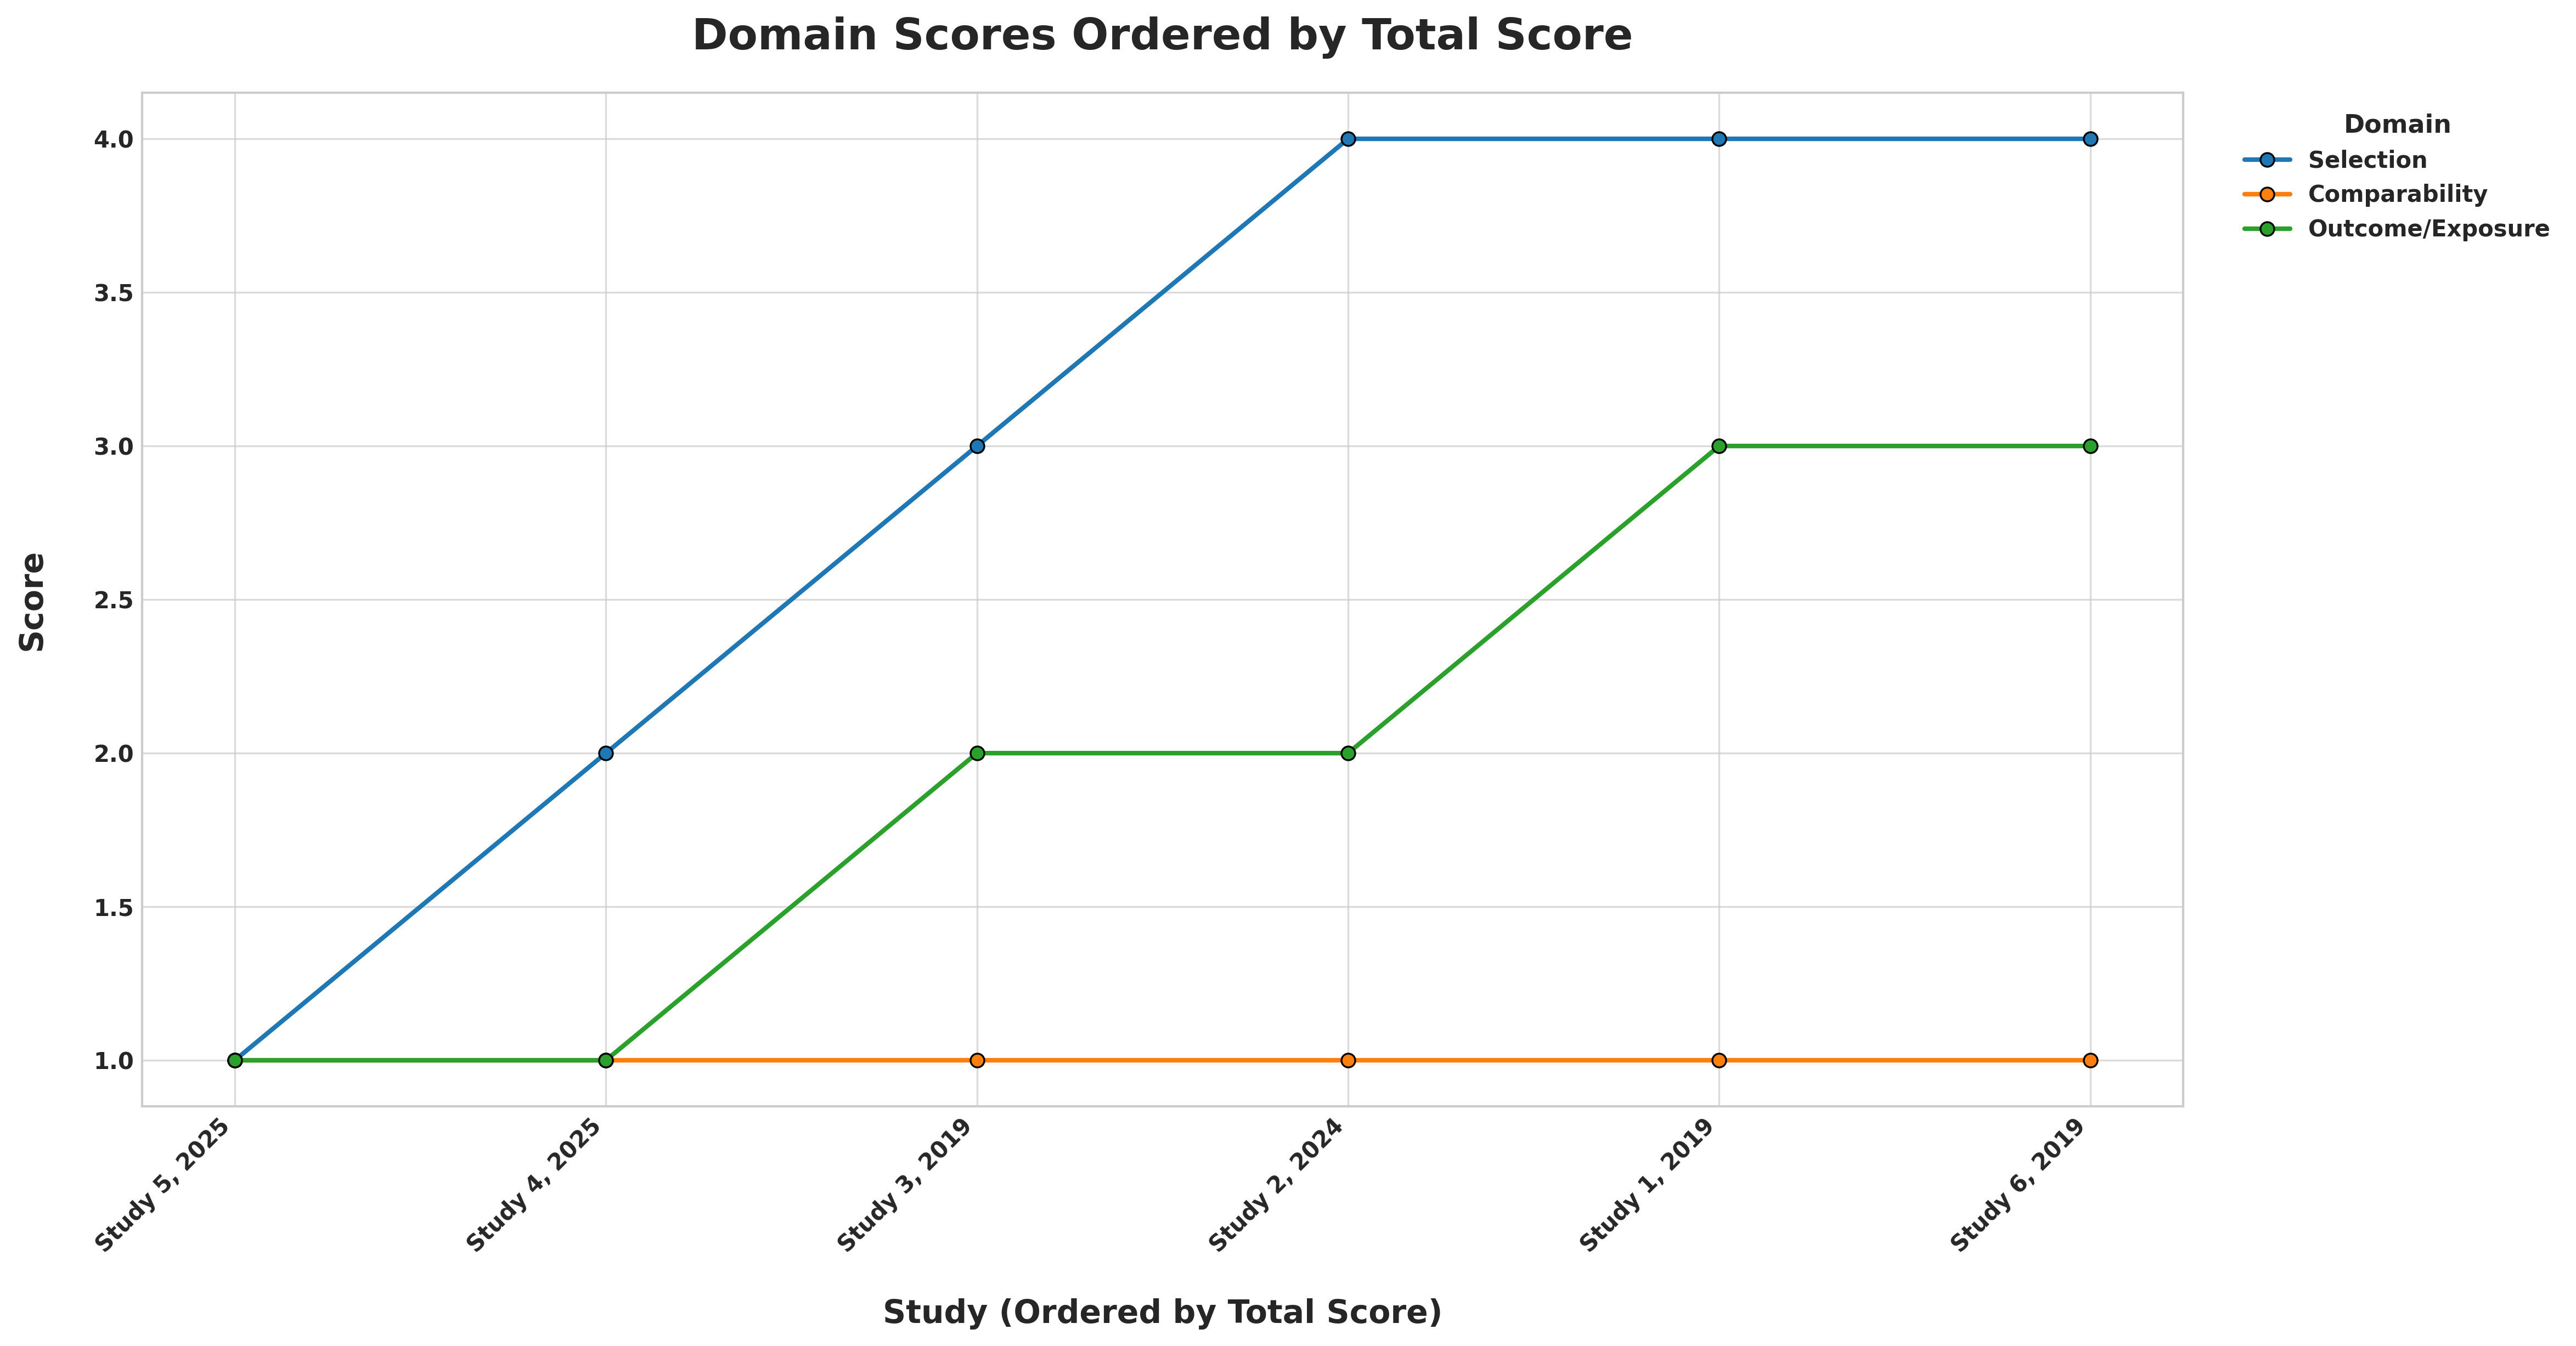 Domain Scores Ordered by Total Score
Domain
Selection
Comparability
Outcome/Exposure
Score
4.0
3.5
3.0
2.5
2.0
1.5
1.0
Study 5, 2025
Study 4, 2025
Study 3, 2019
Study 2, 2024
Study 1, 2019
Study 6, 2019
Study (Ordered by Total Score)